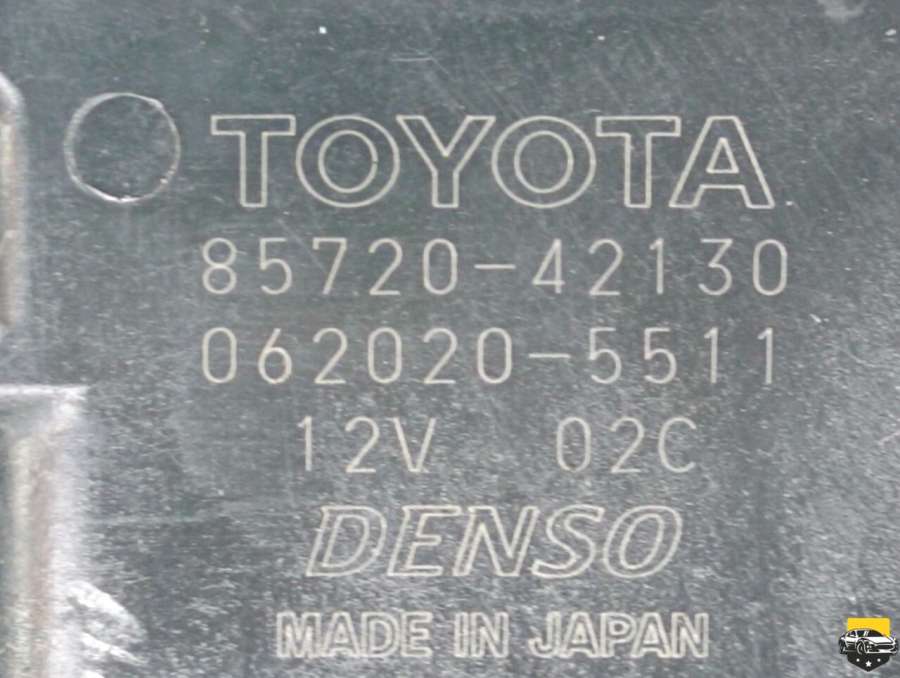 TOYOTA
85720-42130
062020-5511
12V 02C
DENSO
MADE IN JAPAN